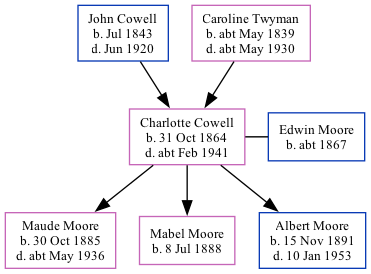 John Cowell
b. Jul 1843
d. Jun 1920
Caroline Twyman
b. abt May 1839
d. abt May 1930
Charlotte Cowell
b. 31 Oct 1864
d. abt Feb 1941
Edwin Moore
b. abt 1867
Maude Moore
b. 30 Oct 1885
d. abt May 1936
Mabel Moore
b. 8 Jul 1888
Albert Moore
b. 15 Nov 1891
d. 10 Jan 1953